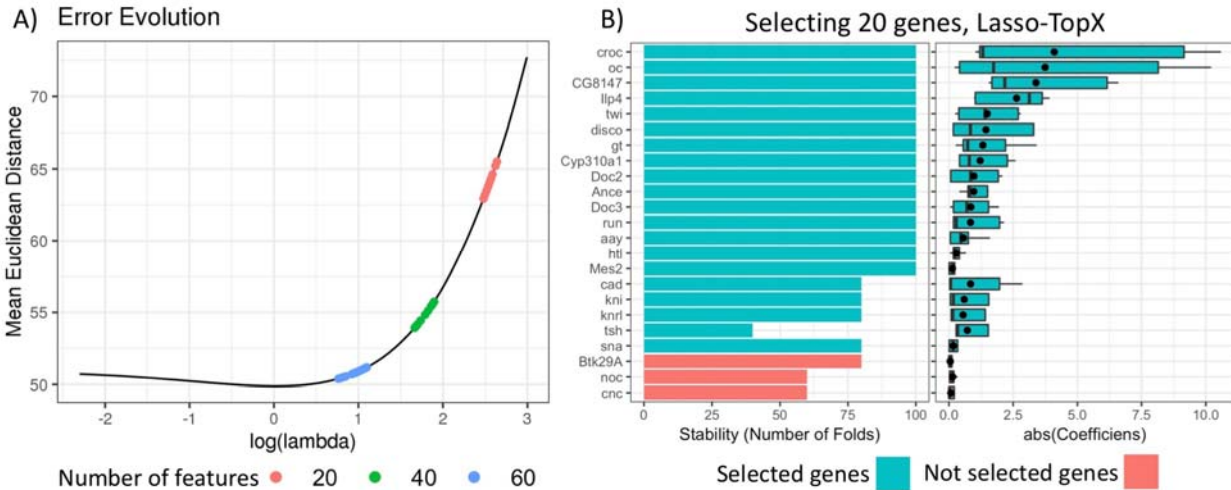 A)
Error Evolution
Mean Euclidean Distance
70
65
60
55
50
-2
-1
0
1
2
3
log(lambda)
Number of features
20
40
60
B)
Selecting 20 genes, Lasso-TopX
croc
oc
CG8147
Ilp4
twi
disco
gt
Cyp310a1
Doc2
Ance
Doc3
run
aay
htl
Mes2
cad
kni
knrl
tsh
sna
Btk29A
noc
cnc
0
25
50
75
100
Stability (Number of Folds)
0.0
2.5
5.0
7.5
10.0
abs(Coefficiens)
Selected genes
Not selected genes